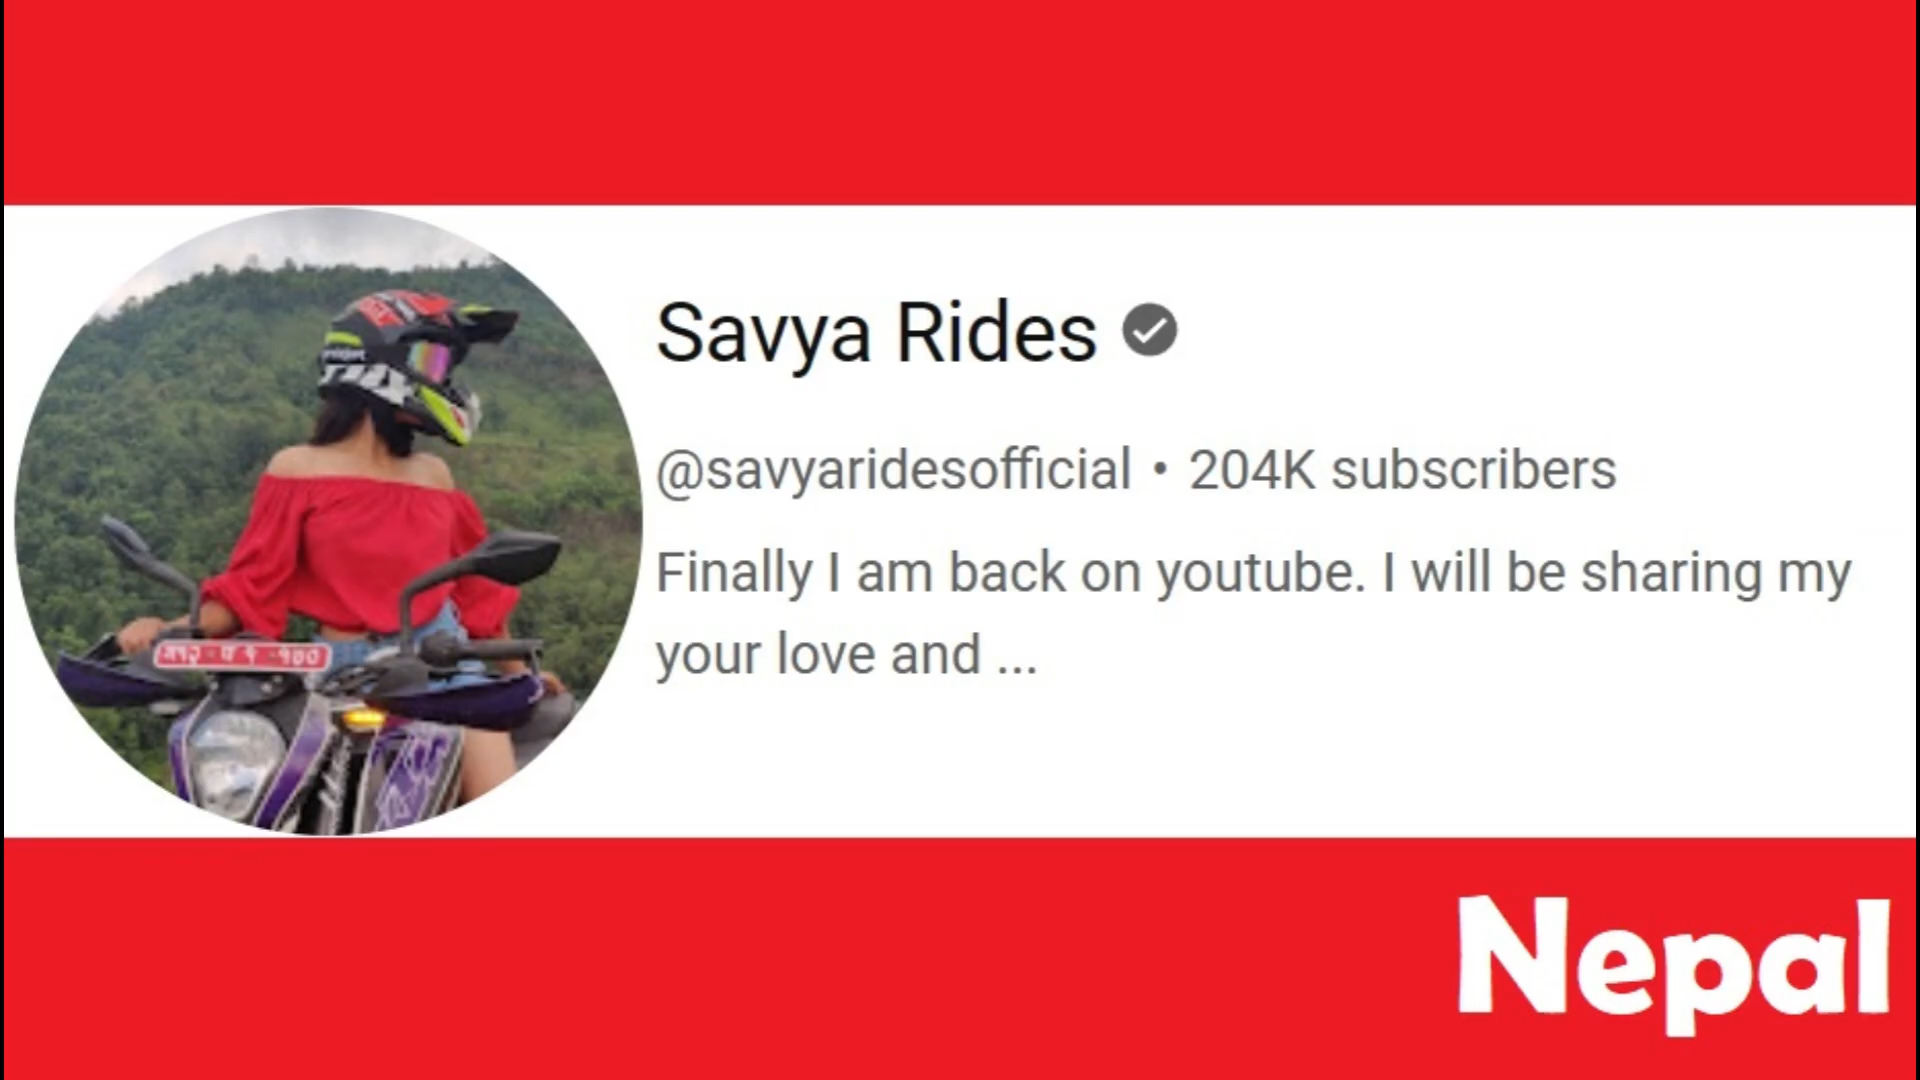 Savya Rides
@savyaridesofficial • 204K subscribers
Finally I am back on youtube. I will be sharing my
your love and ...
Nepal